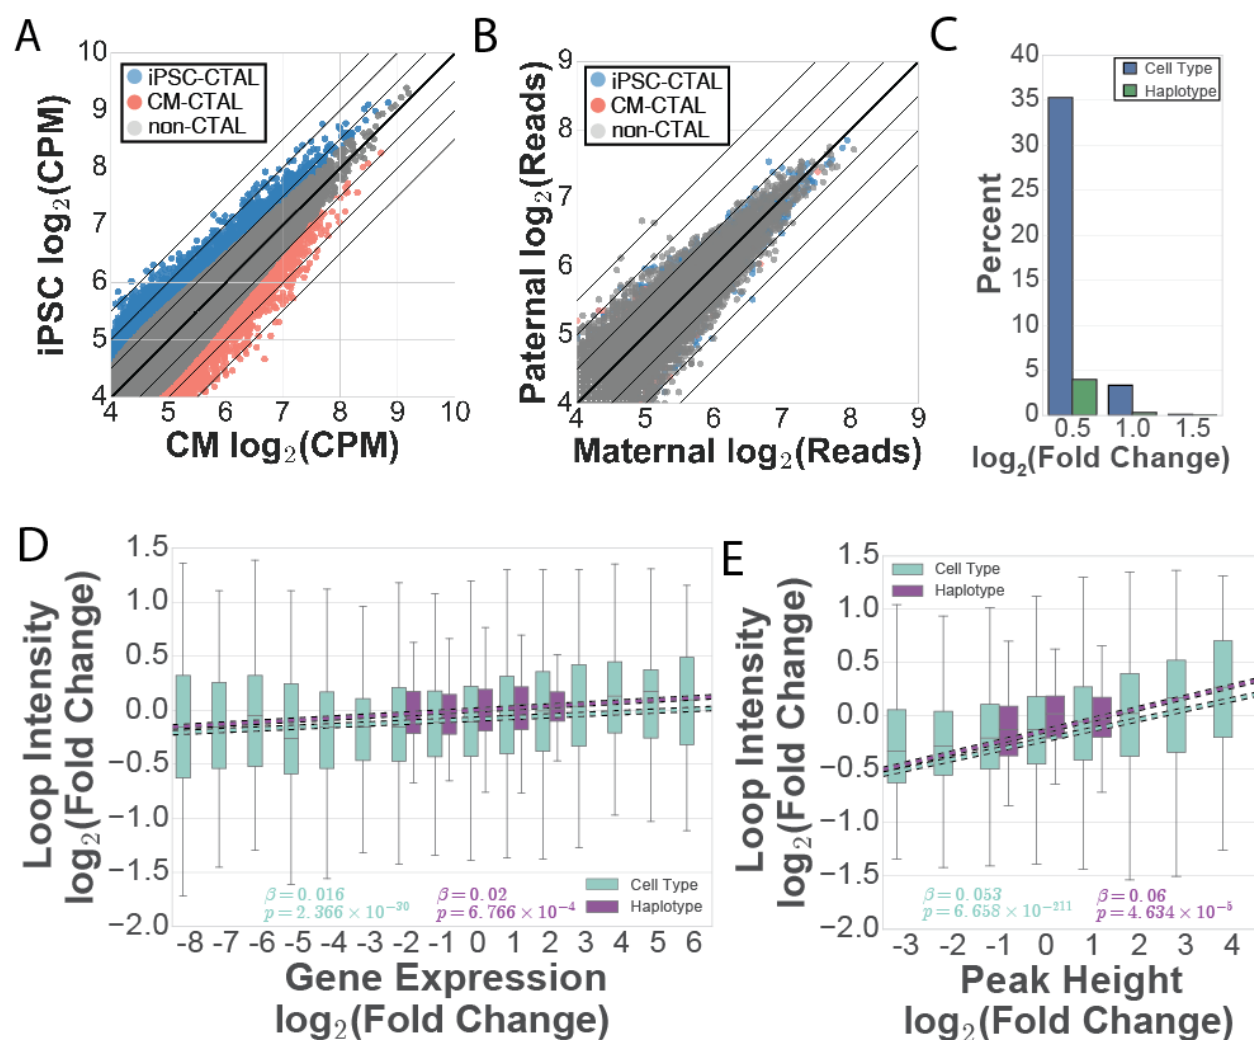 A
10
9
8
7
6
5
4
iPSC log2(CPM)
iPSC-CTAL
CM-CTAL
non-CTAL
4 5 6 7 8 9 10
CM log2(CPM)
B
9
8
7
6
5
4
Paternal log2(Reads)
iPSC-CTAL
CM-CTAL
non-CTAL
4 5 6 7 8 9
Maternal log2(Reads)
C
40
35
30
25
20
15
10
5
0
Percent
Cell Type
Haplotype
0.5 1.0 1.5
log2(Fold Change)
D
1.5
1.0
0.5
0.0
−0.5
−1.0
−1.5
−2.0
Loop Intensity
log2(Fold Change)
β=0.016
p=2.366×10−30
β=0.02
p=6.766×10−4
Cell Type
Haplotype
-8 -7 -6 -5 -4 -3 -2 -1 0 1 2 3 4 5 6
Gene Expression
log2(Fold Change)
E
1.5
1.0
0.5
0.0
−0.5
−1.0
−1.5
−2.0
Loop Intensity
log2(Fold Change)
Cell Type
Haplotype
β=0.053
p=6.658×10−211
β=0.06
p=4.634×10−5
-3 -2 -1 0 1 2 3 4
Peak Height
log2(Fold Change)